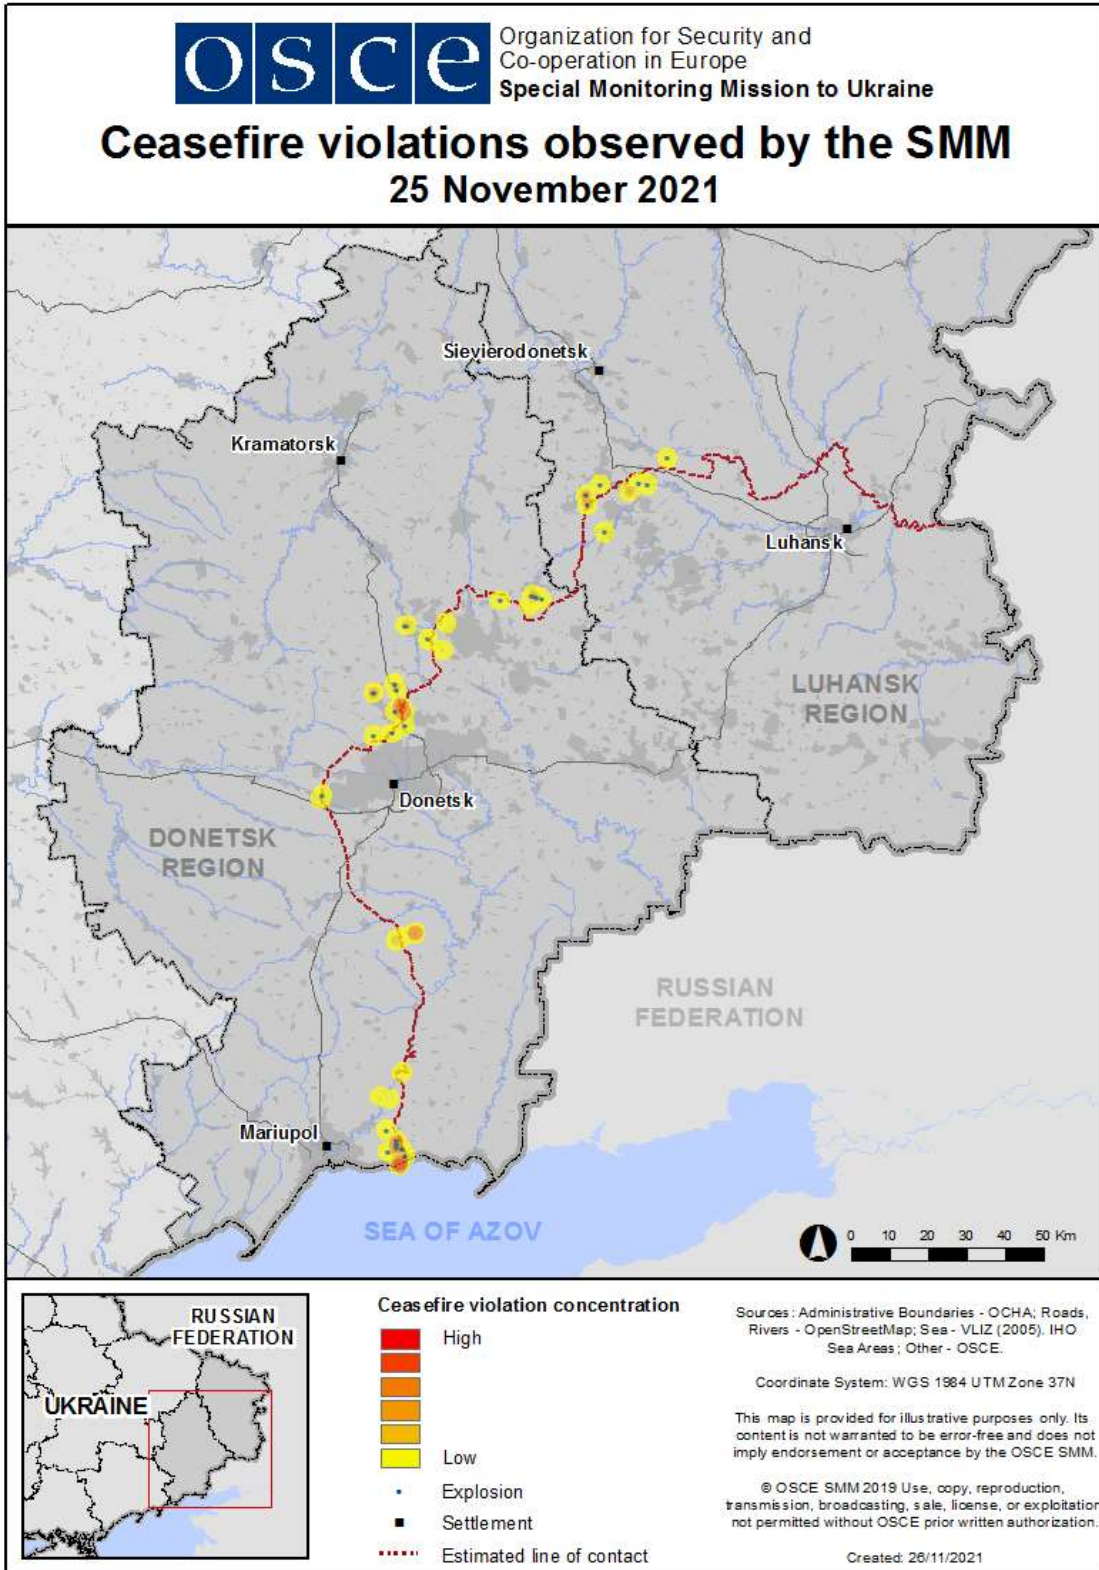 osce
Organization for Security and
Co-operation in Europe
Special Monitoring Mission to Ukraine
Ceasefire violations observed by the SMM
25 November 2021
Sievierodonetsk
Kramatorsk
Luhansk
LUHANSK
REGION
Donetsk
DONETSK
REGION
RUSSIAN
FEDERATION
Mariupol
SEA OF AZOV
0 10 20 30 40 50 Km
RUSSIAN
FEDERATION
UKRAINE
Ceasefire violation concentration
High
Low
Explosion
Settlement
Estimated line of contact
Sources: Administrative Boundaries - OCHA; Roads,
Rivers - OpenStreetMap; Sea - VLIZ (2005). IHO
Sea Areas; Other - OSCE.
Coordinate System: WGS 1984 UTM Zone 37N
This map is provided for illustrative purposes only. Its
content is not warranted to be error-free and does not
imply endorsement or acceptance by the OSCE SMM.
© OSCE SMM 2019 Use, copy, reproduction,
transmission, broadcasting, sale, license, or exploitation
not permitted without OSCE prior written authorization.
Created: 26/11/2021